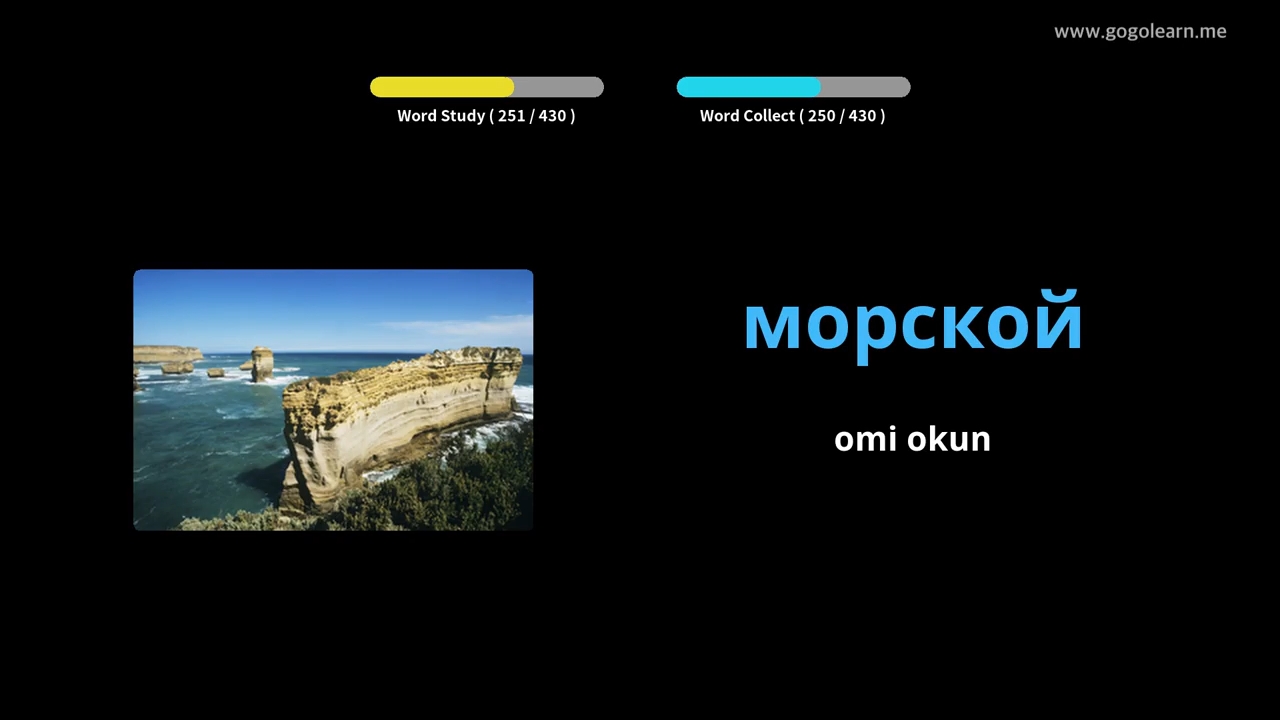 www.gogolearn.me
Word Study ( 251 / 430 )
Word Collect ( 250 / 430 )
морской
omi okun